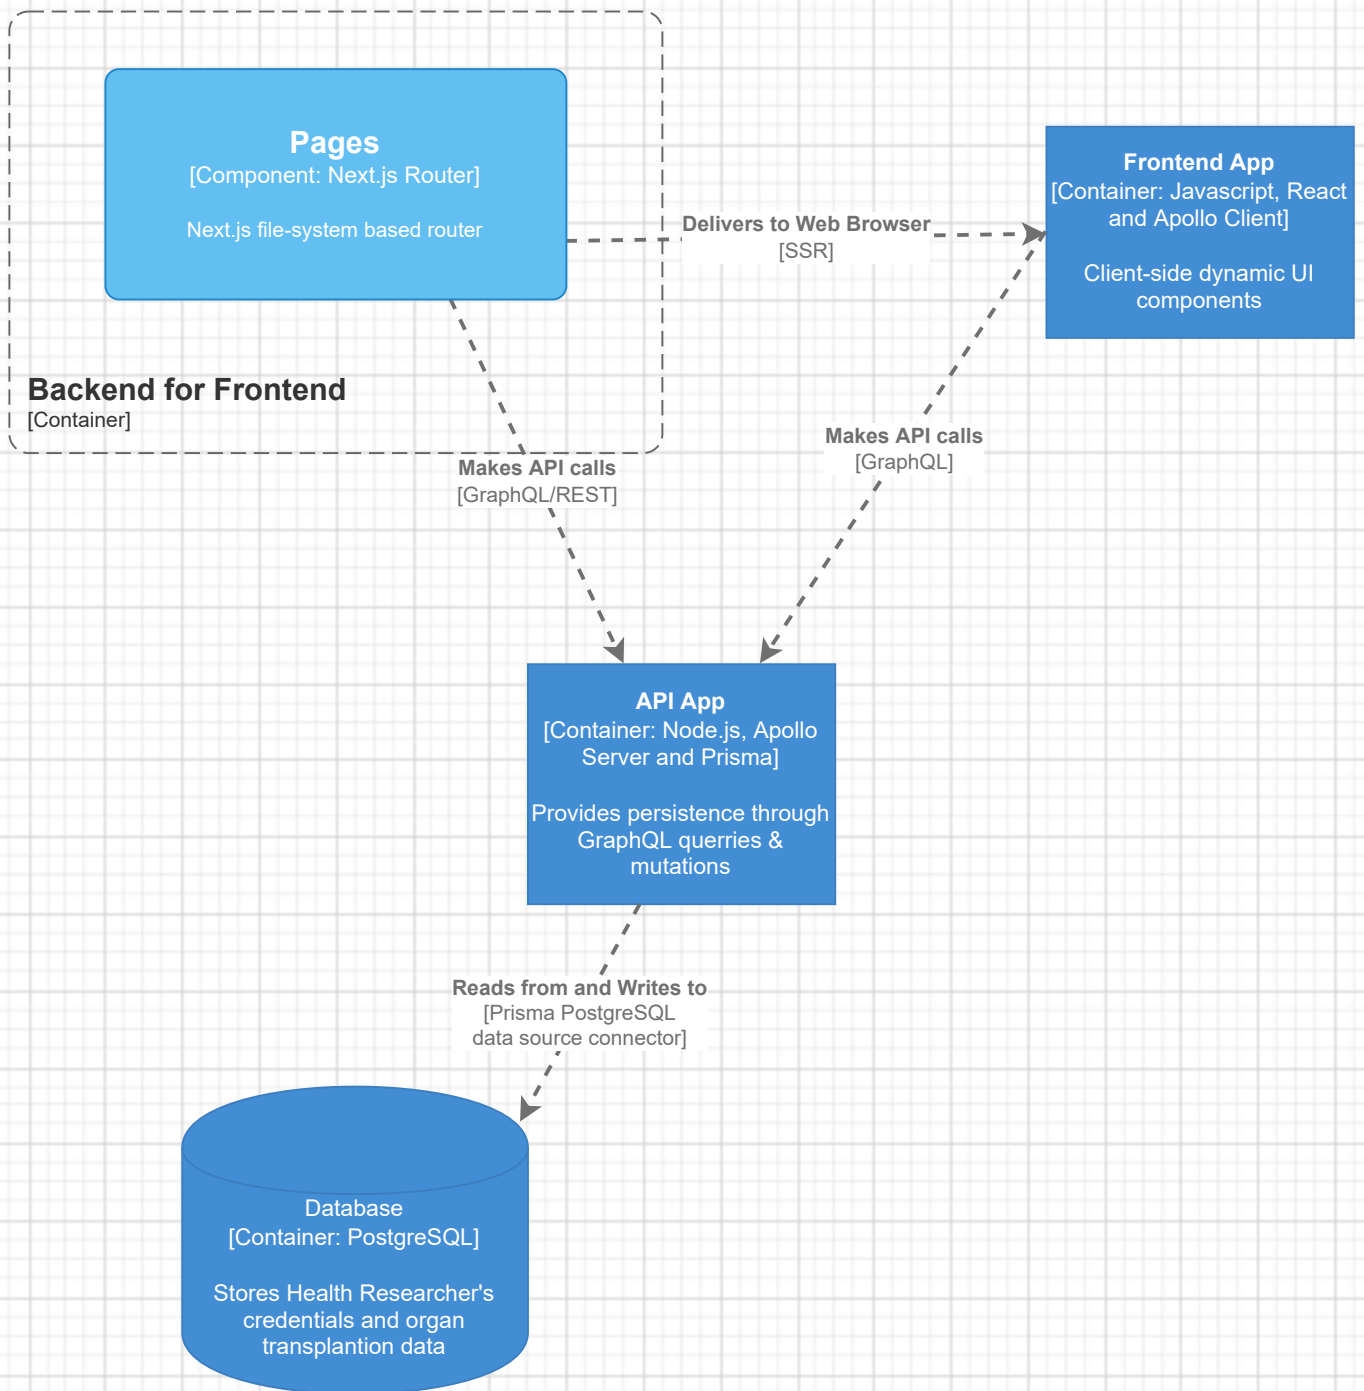 Pages
[Component: Next.js Router]
Next.js file-system based router
Backend for Frontend
[Container]
Delivers to Web Browser
[SSR]
Frontend App
[Container: Javascript, React
and Apollo Client]
Client-side dynamic UI
components
Makes API calls
[GraphQL/REST]
Makes API calls
[GraphQL]
API App
[Container: Node.js, Apollo
Server and Prisma]
Provides persistence through
GraphQL querries &
mutations
Reads from and Writes to
[Prisma PostgreSQL
data source connector]
Database
[Container: PostgreSQL]
Stores Health Researcher's
credentials and organ
transplantion data